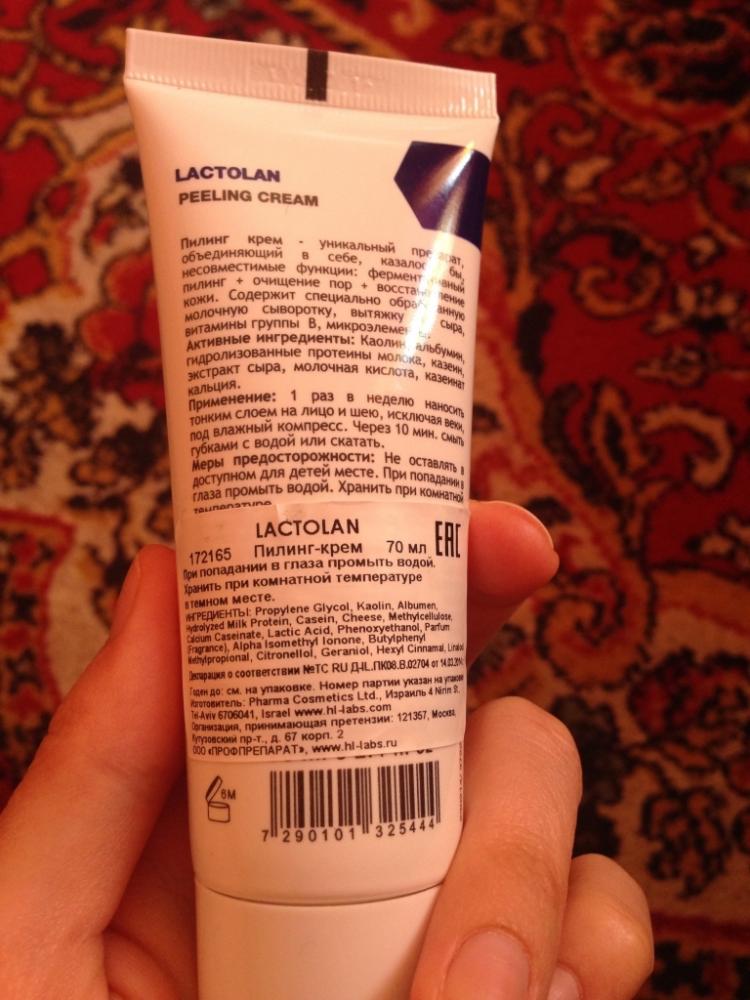 LACTOLAN
PEELING CREAM
Пилинг крем - уникальный
объединяющий в себе, бы,
несовместимые функции:
пилинг + очищение пор +
кожи. Содержит специально
молочную сыворотку, вытяжку сыра,
витамины группы B,
Активные ингредиенты: Каолин, альбумин,
гидролизованные протеины молока, казеин,
экстракт сыра, молочная кислота, казеинат
кальция.
Применение: 1 раз в неделю наносить
тонким слоем на лицо и шею, исключая веки,
под влажный компресс. Через 10 мин. смыть
губками с водой или скатать.
Меры предосторожности: Не оставлять в
доступном для детей месте. При попадании в
глаза промыть водой. Хранить при комнатной
температуре
LACTOLAN
172165 Пилинг-крем 70 мл EAC
При попадании в глаза промыть водой.
Хранить при комнатной температуре
в темном месте.
ИНГРЕДИЕНТЫ: Propylene Glycol, Kaolin, Albumen,
Hydrolyzed Milk Protein, Casein, Cheese, Methylcellulose,
Calcium Caseinate, Lactic Acid, Phenoxyethanol, Parfum
(Fragrance), Alpha Isomethyl Ionone, Butylphenyl
Methylpropional, Citronellol, Geraniol, Hexyl Cinnamal, Linalool
Декларация о соответствии №ТС RU Д-IL.ПК08.В.02704 от 14.03.2014
Годен до: см. на упаковке. Номер партии указан на упаковке
Изготовитель: Pharma Cosmetics Ltd., Израиль 4 Nirim St.
Tel-Aviv 6706041, Israel www.hl-labs.com
Организация, принимающая претензии: 121357, Москва,
Кутузовский пр-т., д. 67 корп. 2
ООО «ПРОФПРЕПАРАТ», www.hl-labs.ru
6M
7 290101 325444